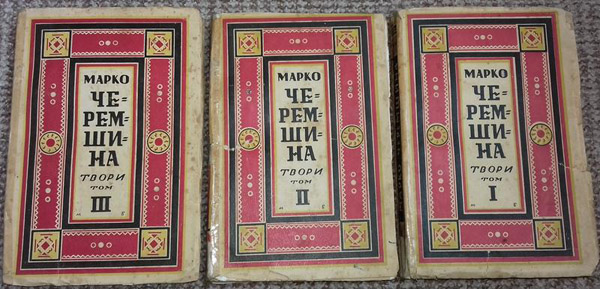 МАРКО
ЧЕ=
РЕМ=
ШИ=
НА
ТВОРИ
ТОМ
III
МАРКО
ЧЕ=
РЕМ=
ШИ=
НА
ТВОРИ
ТОМ
II
МАРКО
ЧЕ=
РЕМ=
ШИ=
НА
ТВОРИ
ТОМ
I